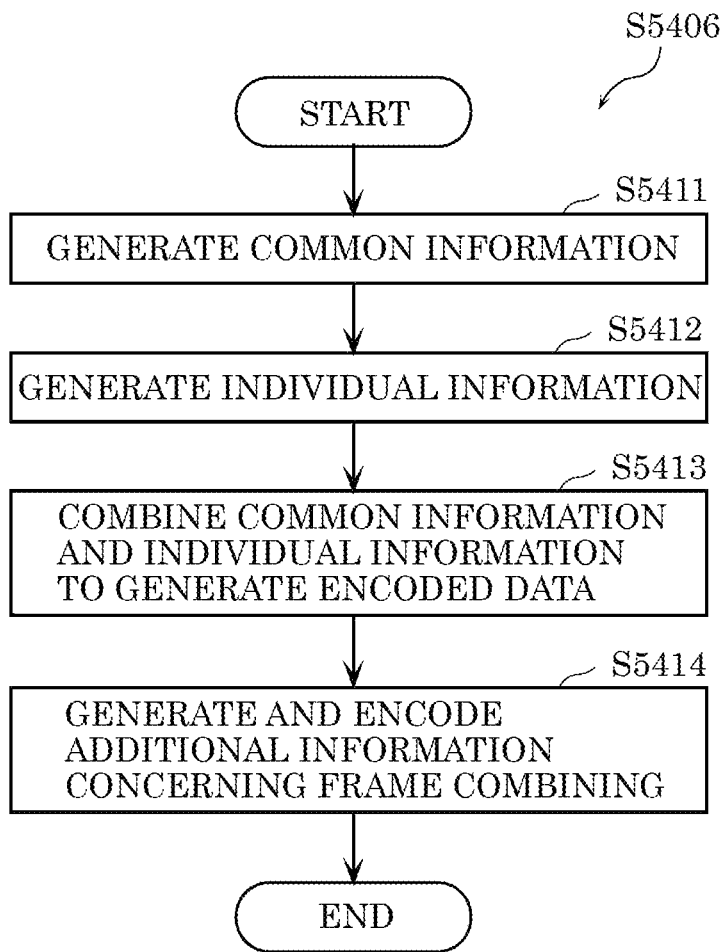 S5406
START
S5411
GENERATE COMMON INFORMATION
S5412
GENERATE INDIVIDUAL INFORMATION
S5413
COMBINE COMMON INFORMATION
AND INDIVIDUAL INFORMATION
TO GENERATE ENCODED DATA
S5414
GENERATE AND ENCODE
ADDITIONAL INFORMATION
CONCERNING FRAME COMBINING
END